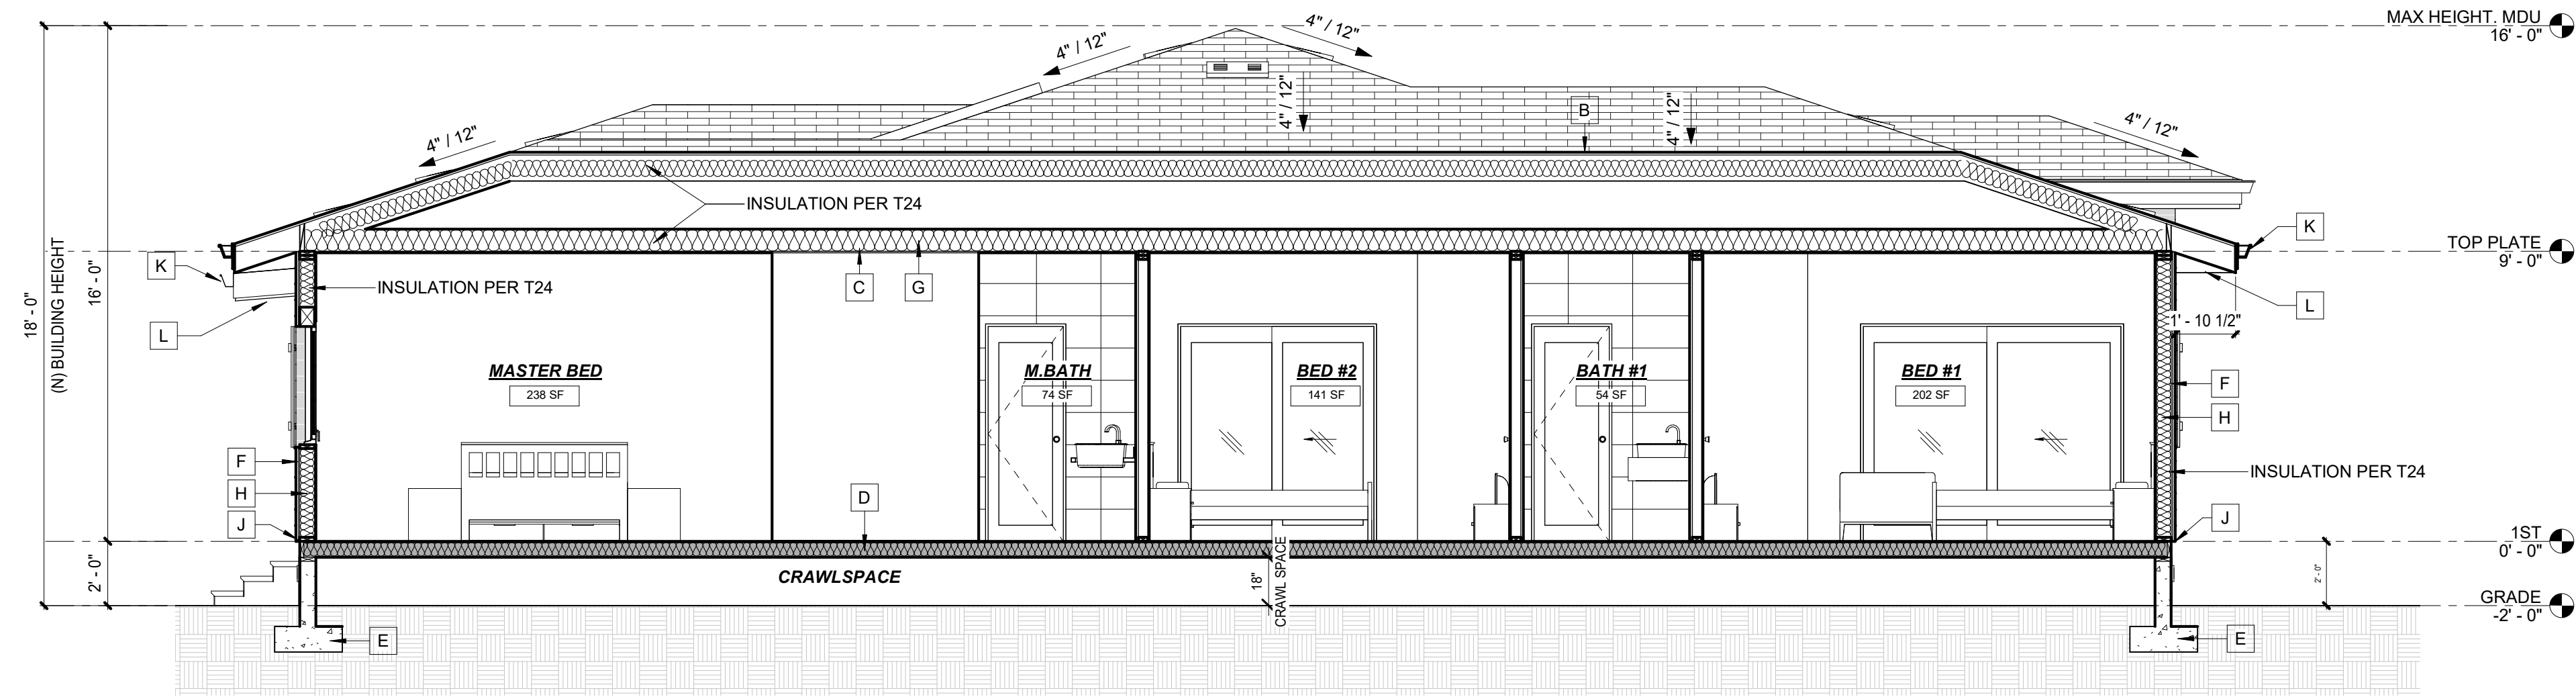 MAX HEIGHT. MDU
16' - 0"
4" / 12"
4" / 12"
4" / 12"
B
4" / 12"
4" / 12"
4" / 12"
INSULATION PER T24
K
TOP PLATE
9' - 0"
18' - 0"
(N) BUILDING HEIGHT
16' - 0"
K
INSULATION PER T24
C
G
L
L
1' - 10 1/2"
MASTER BED
238 SF
M.BATH
74 SF
BED #2
141 SF
BATH #1
54 SF
BED #1
202 SF
F
H
F
H
INSULATION PER T24
D
J
J
1ST
0' - 0"
2' - 0"
CRAWLSPACE
18"
CRAWL SPACE
2' - 0"
GRADE
-2' - 0"
E
E